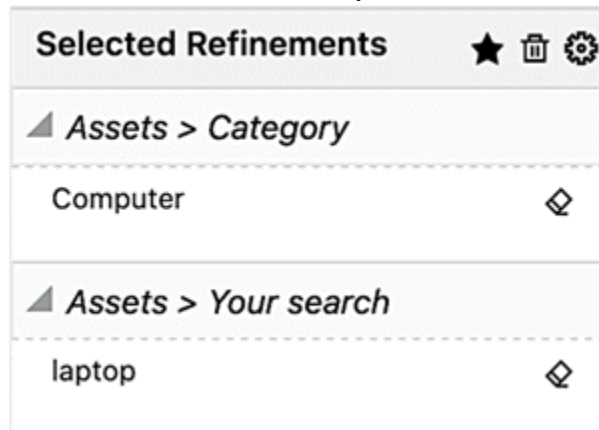 Selected Refinements
Assets > Category
Computer
Assets > Your search
laptop